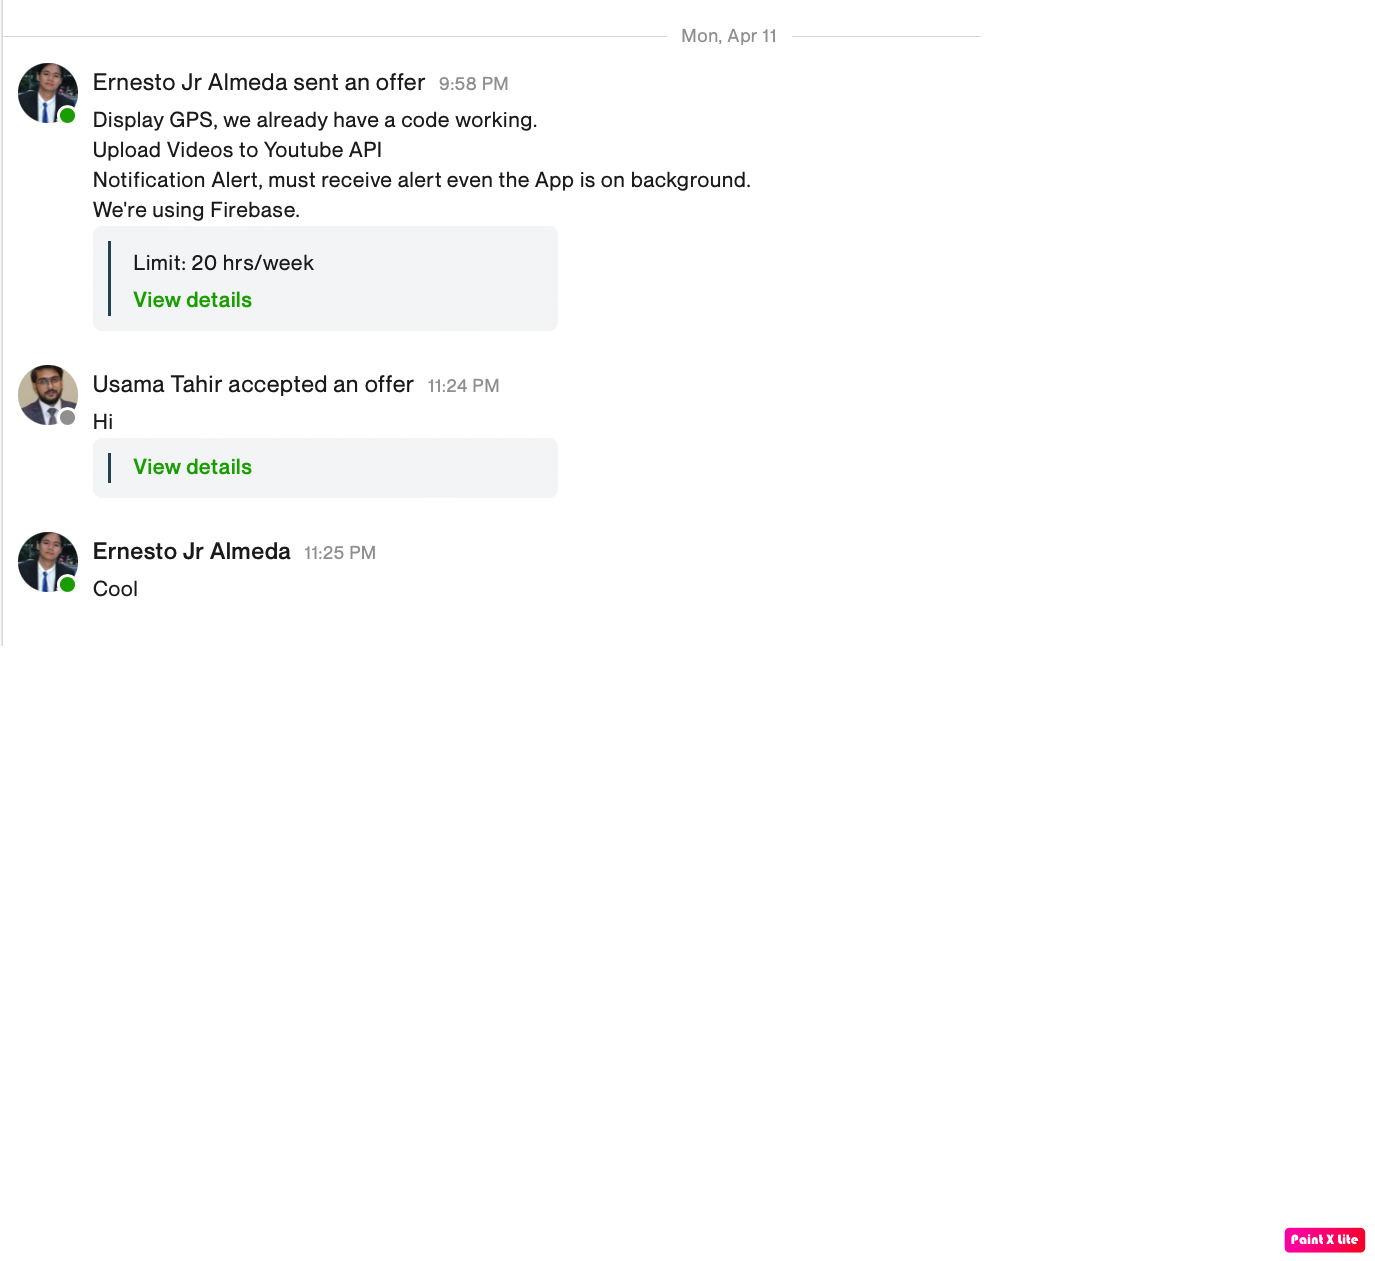 Mon, Apr 11
Ernesto Jr Almeda sent an offer 9:58 PM
Display GPS, we already have a code working.
Upload Videos to Youtube API
Notification Alert, must receive alert even the App is on background.
We're using Firebase.
Limit: 20 hrs/week
View details
Usama Tahir accepted an offer 11:24 PM
Hi
View details
Ernesto Jr Almeda 11:25 PM
Cool
Paint X Lite